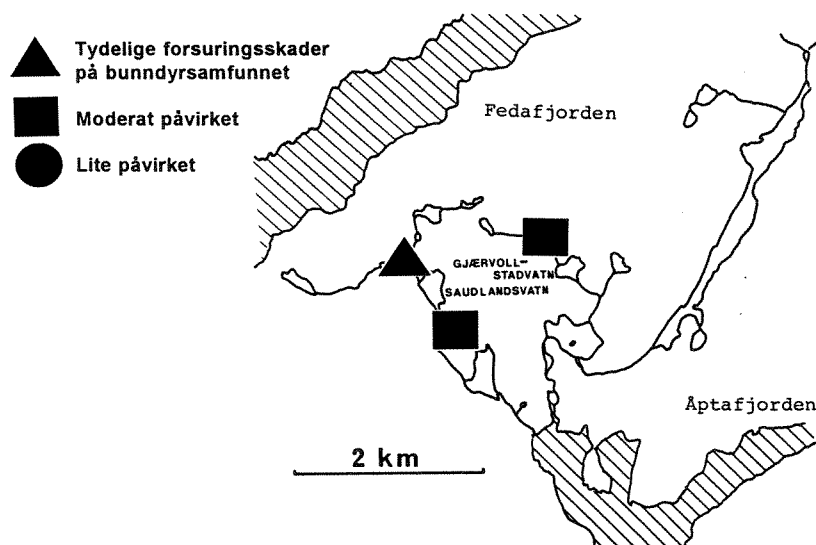 Tydelige forsuringsskader
på bunndyrsamfunnet
Moderat påvirket
Lite påvirket
Fedafjorden
GJÆRVOLL-
STADVATN
SAUDLANDSVATN
Åptafjorden
2 km